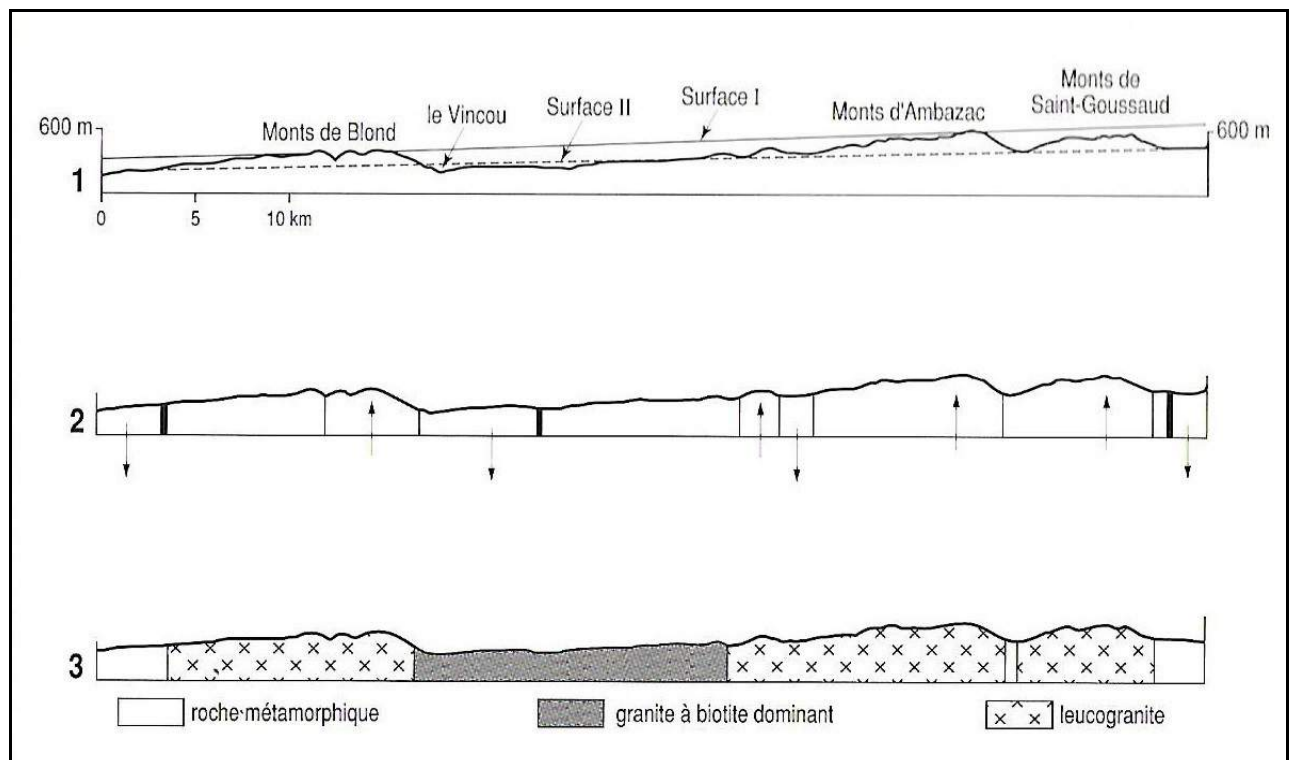 Monts de
Saint-Goussaud
Surface I
Monts d'Ambazac
Surface II
le Vincou
Monts de Blond
600 m
600 m
1
0 5 10 km
2
3
roche métamorphique
granite à biotite dominant
leucogranite